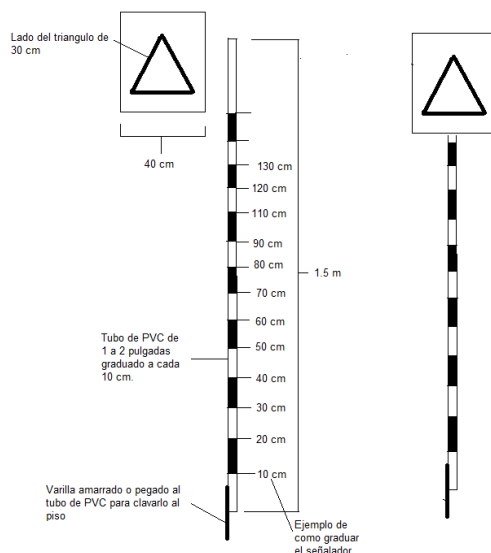 Lado del triangulo de
30 cm
40 cm
130 cm
120 cm
110 cm
90 cm
80 cm
70 cm
60 cm
50 cm
40 cm
30 cm
20 cm
10 cm
1.5 m
Tubo de PVC de
1 a 2 pulgadas
graduado a cada
10 cm.
Varilla amarrado o pegado al
tubo de PVC para clavarlo al
piso
Ejemplo de
como graduar
el señalador